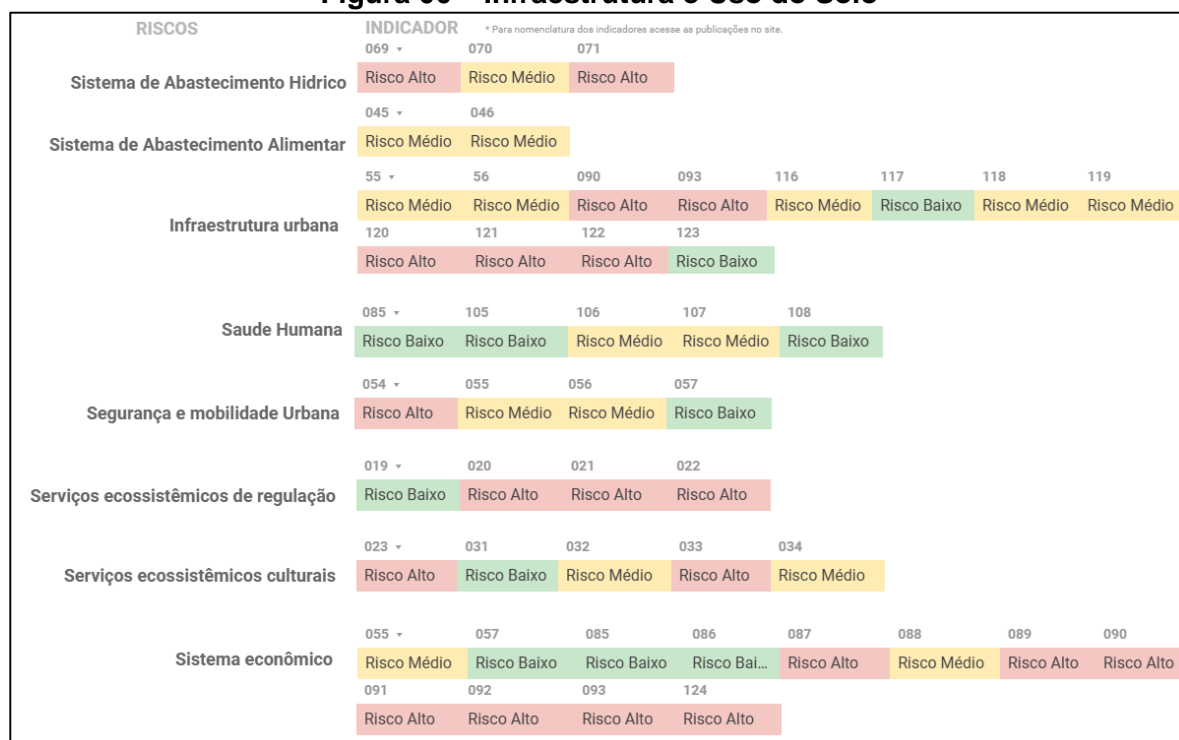 RISCOS INDICADOR * Para nomenclatura dos indicadores acesse as publicações no site.
069 070 071
Sistema de Abastecimento Hidrico Risco Alto Risco Médio Risco Alto
045 046
Sistema de Abastecimento Alimentar Risco Médio Risco Médio
55 56 090 093 116 117 118 119
Risco Médio Risco Médio Risco Alto Risco Alto Risco Médio Risco Baixo Risco Médio Risco Médio
Infraestrutura urbana
120 121 122 123
Risco Alto Risco Alto Risco Alto Risco Baixo
085 105 106 107 108
Saude Humana Risco Baixo Risco Baixo Risco Médio Risco Médio Risco Baixo
054 055 056 057
Segurança e mobilidade Urbana Risco Alto Risco Médio Risco Médio Risco Baixo
019 020 021 022
Serviços ecossistêmicos de regulação Risco Baixo Risco Alto Risco Alto Risco Alto
023 031 032 033 034
Serviços ecossistêmicos culturais Risco Alto Risco Baixo Risco Médio Risco Alto Risco Médio
055 057 085 086 087 088 089 090
Sistema econômico Risco Médio Risco Baixo Risco Baixo Risco Bai... Risco Alto Risco Médio Risco Alto Risco Alto
091 092 093 124
Risco Alto Risco Alto Risco Alto Risco Alto